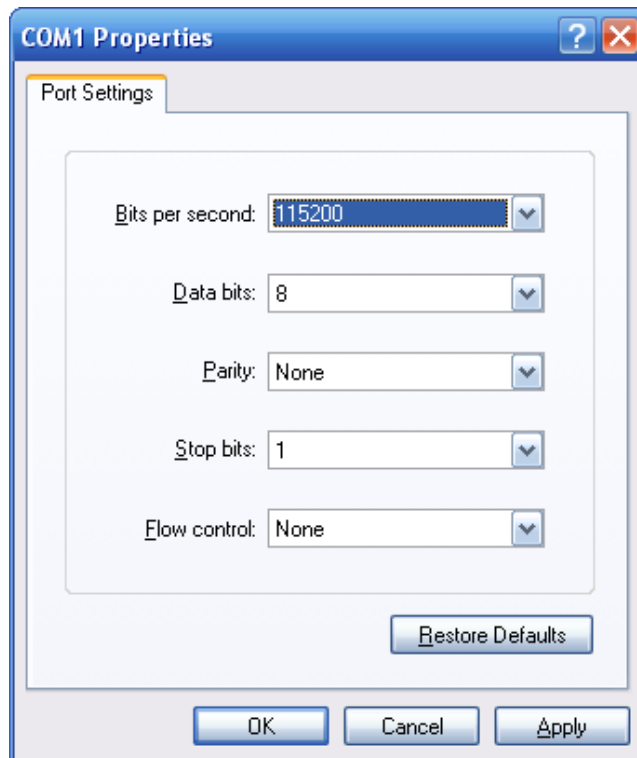 COM1 Properties
Port Settings
Bits per second: 115200
Data bits: 8
Parity: None
Stop bits: 1
Flow control: None
Restore Defaults
OK Cancel Apply